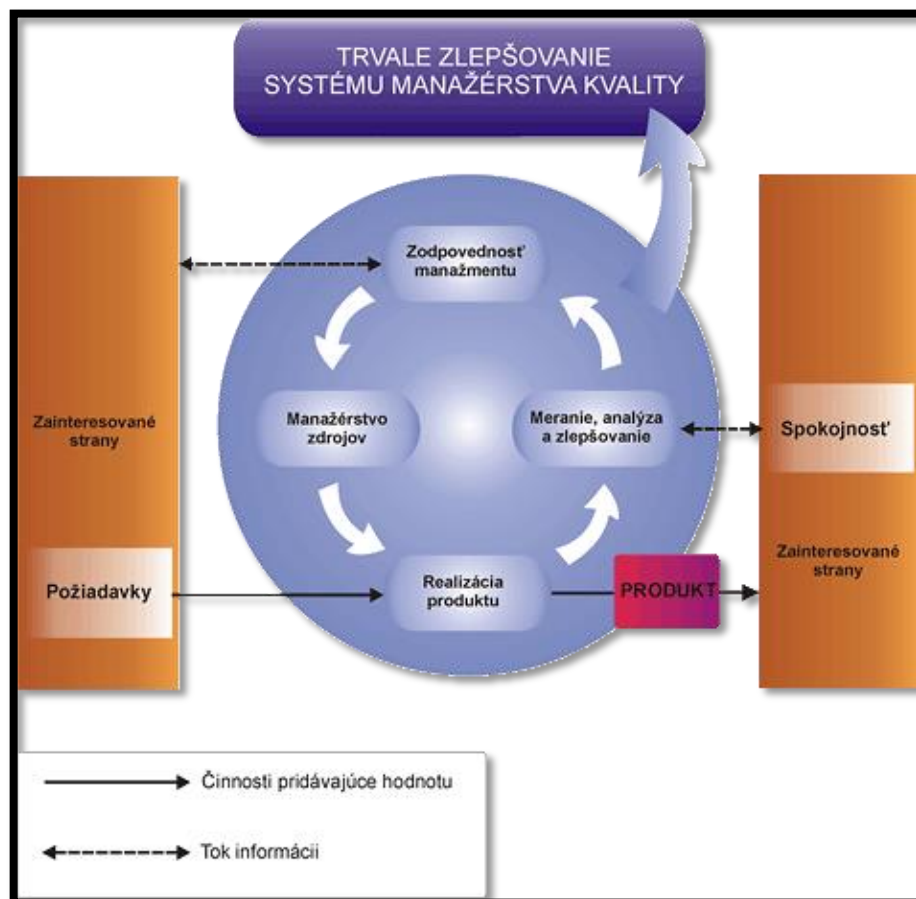 TRVALE ZLEPŠOVANIE
SYSTÉMU MANAŽÉRSTVA KVALITY
Zodpovednosť
manažmentu
Zainteresované
strany
Manažérstvo
zdrojov
Meranie, analýza
a zlepšovanie
Spokojnosť
Požiadavky
Realizácia
produktu
PRODUKT
Zainteresované
strany
Činnosti pridávajúce hodnotu
Tok informácii